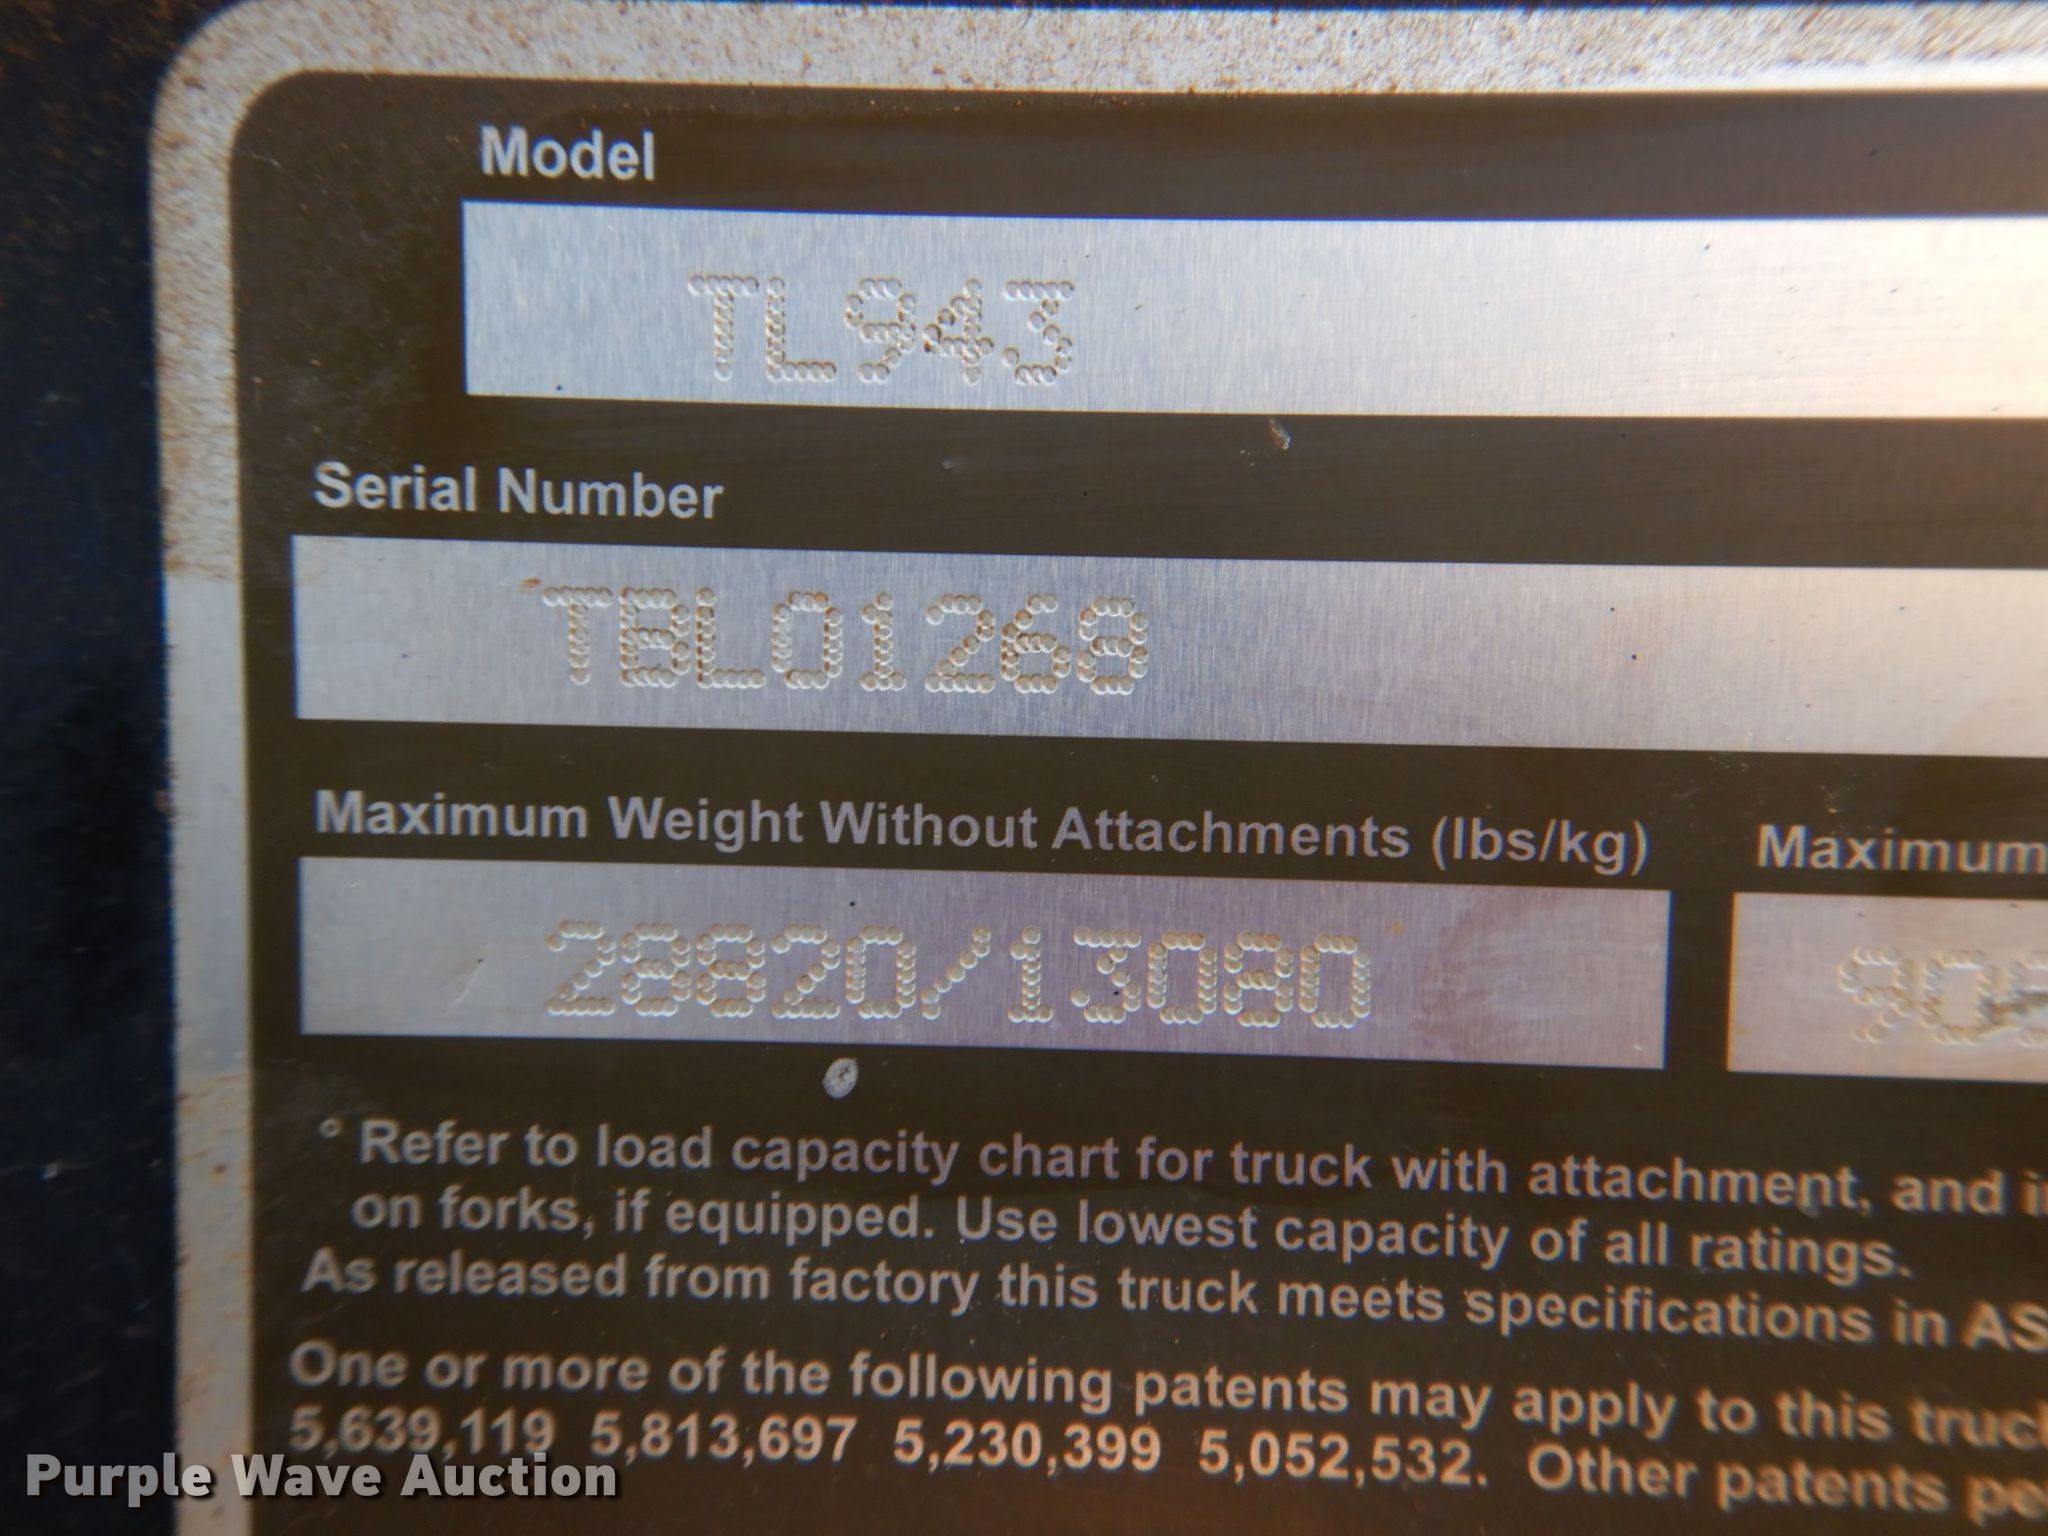 Model
TL943
Serial Number
TBL01268
Maximum Weight Without Attachments (lbs/kg) Maximum
28820/13080
° Refer to load capacity chart for truck with attachment, and
on forks, if equipped. Use lowest capacity of all ratings.
As released from factory this truck meets specifications in AS
One or more of the following patents may apply to this truck
5,639,119 5,813,697 5,230,399 5,052,532. Other patents pe
Purple Wave Auction